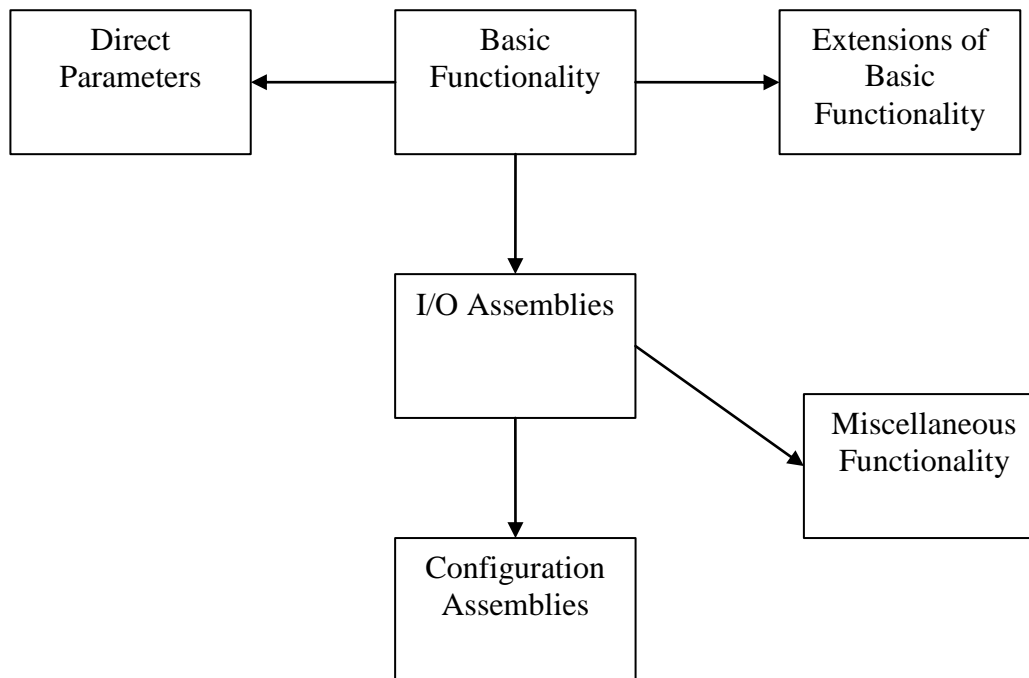 Direct
Parameters
Basic
Functionality
Extensions of
Basic
Functionality
I/O Assemblies
Miscellaneous
Functionality
Configuration
Assemblies